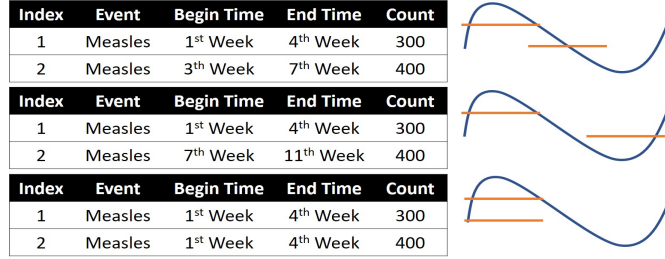 Index Event Begin Time End Time Count
1 Measles 1st Week 4th Week 300
2 Measles 3th Week 7th Week 400
Index Event Begin Time End Time Count
1 Measles 1st Week 4th Week 300
2 Measles 7th Week 11th Week 400
Index Event Begin Time End Time Count
1 Measles 1st Week 4th Week 300
2 Measles 1st Week 4th Week 400